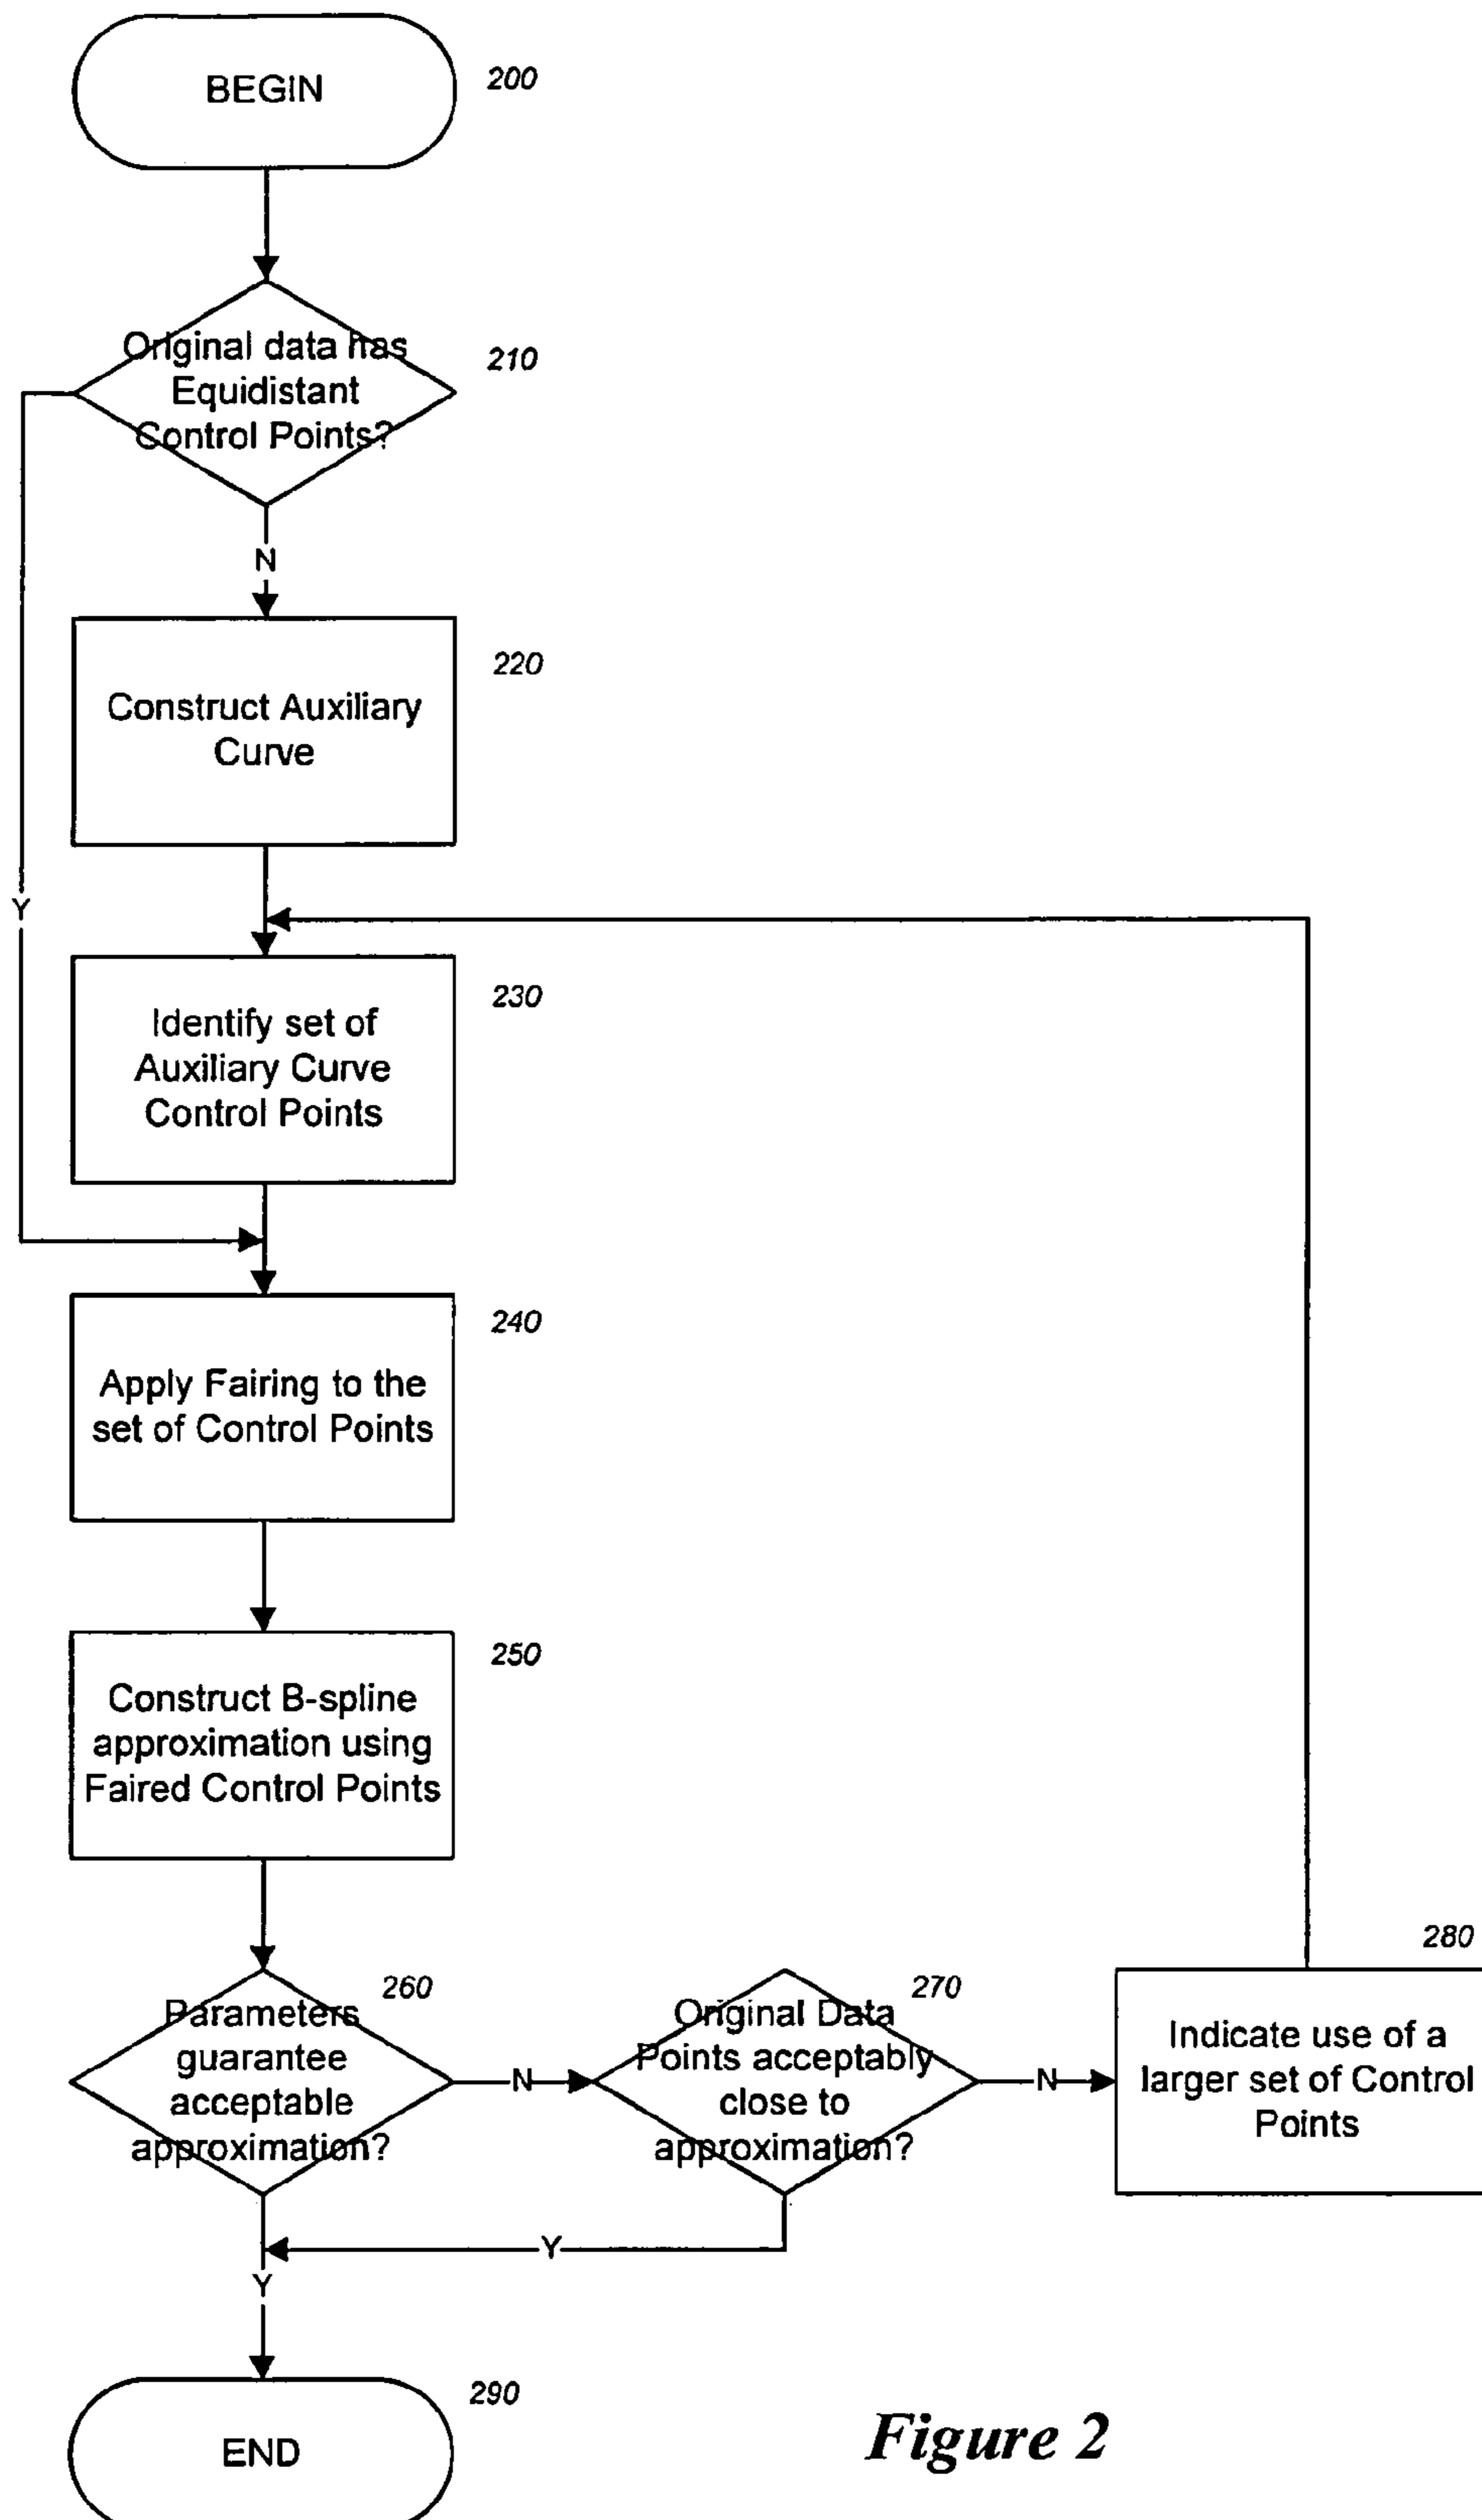 BEGIN
200
Original data has
Equidistant
Control Points?
210
N
Construct Auxiliary
Curve
220
Y
Identify set of
Auxiliary Curve
Control Points
230
Apply Fairing to the
set of Control Points
240
Construct B-spline
approximation using
Faired Control Points
250
Parameters
guarantee
acceptable
approximation?
260
N
Original Data
Points acceptably
close to
approximation?
270
N
Indicate use of a
larger set of Control
Points
280
Y
Y
END
290
Figure 2